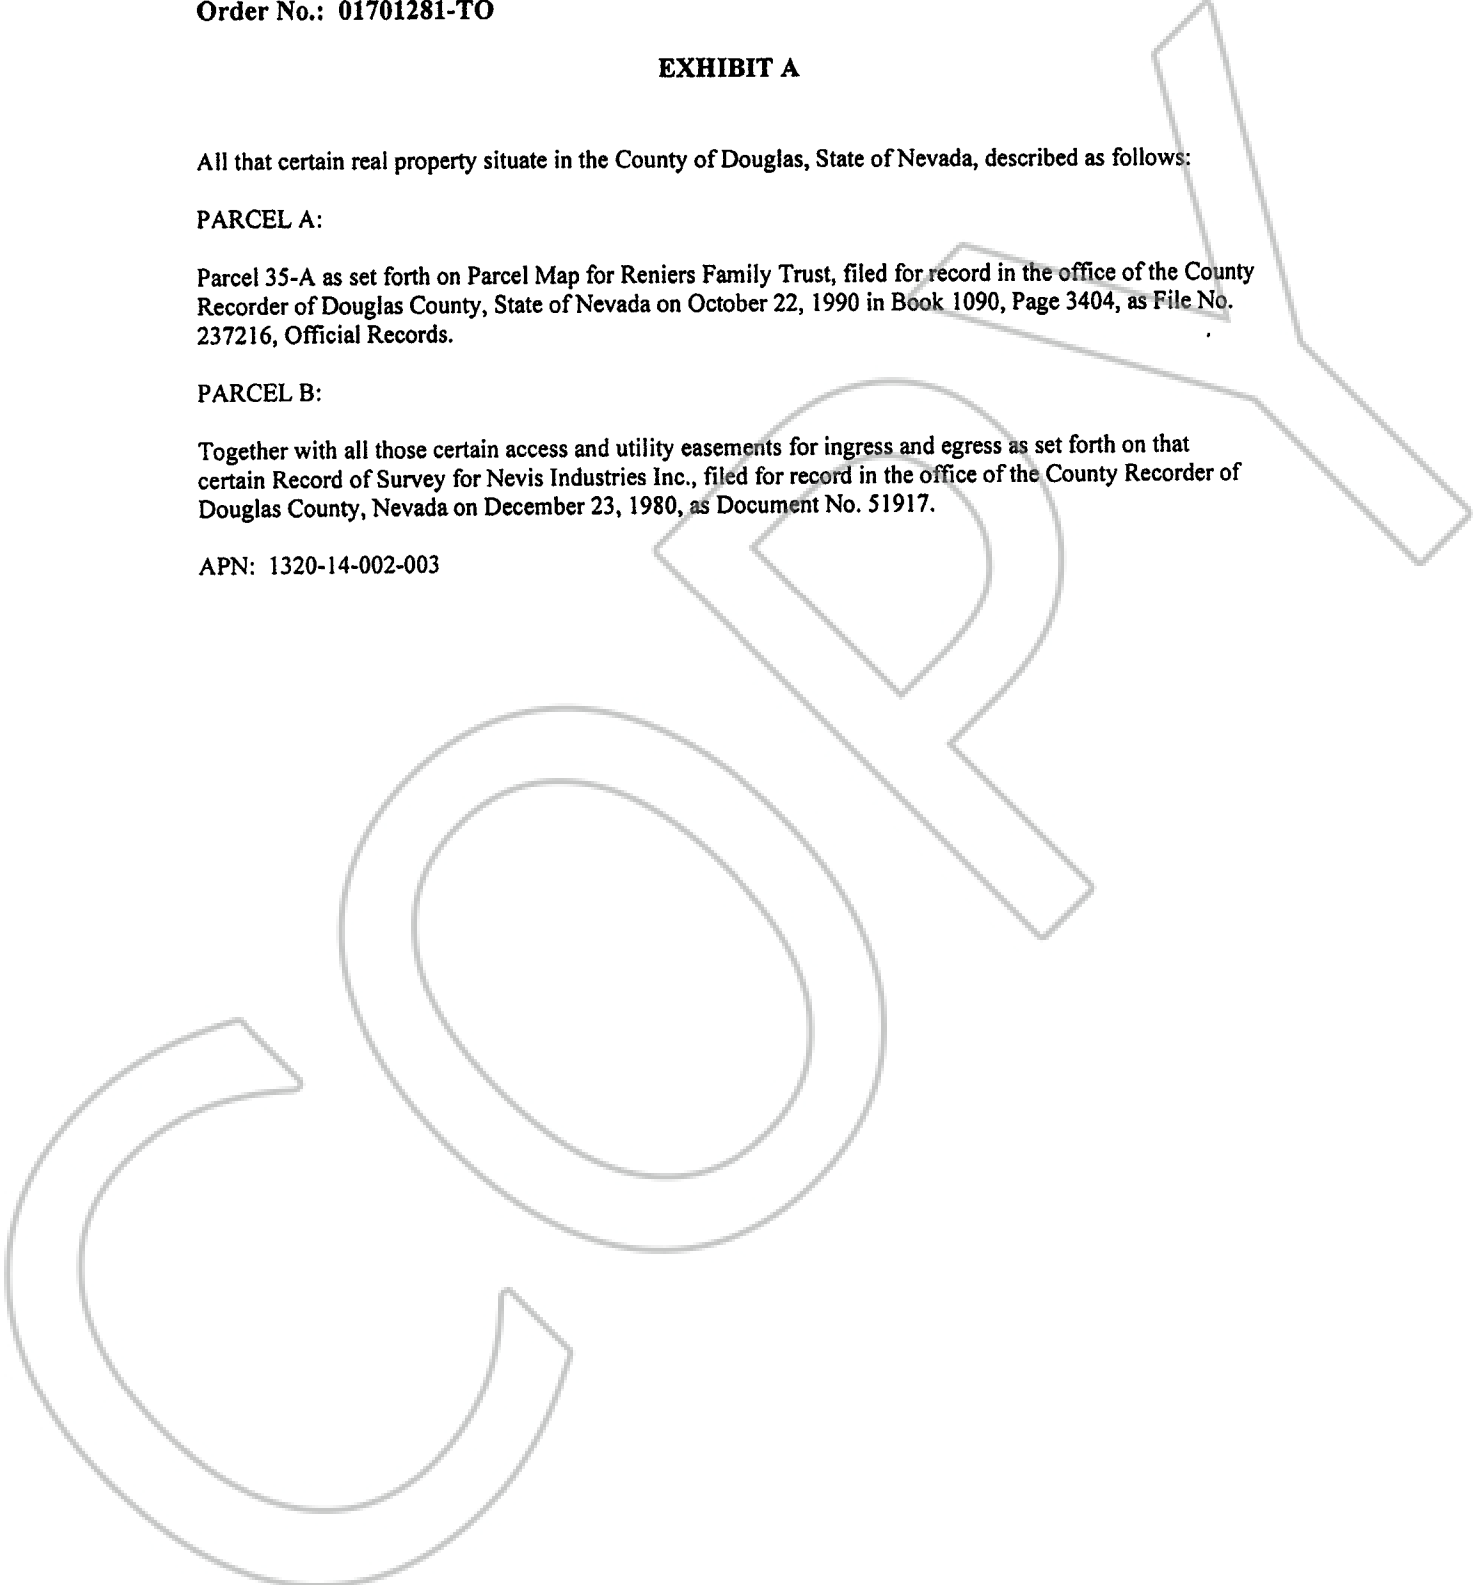 Order No.: 01701281-TO
EXHIBIT A
All that certain real property situate in the County of Douglas, State of Nevada, described as follows:
PARCEL A:
Parcel 35-A as set forth on Parcel Map for Reniers Family Trust, filed for record in the office of the County
Recorder of Douglas County, State of Nevada on October 22, 1990 in Book 1090, Page 3404, as File No.
237216, Official Records.
PARCEL B:
Together with all those certain access and utility easements for ingress and egress as set forth on that
certain Record of Survey for Nevis Industries Inc., filed for record in the office of the County Recorder of
Douglas County, Nevada on December 23, 1980, as Document No. 51917.
APN: 1320-14-002-003
COPY